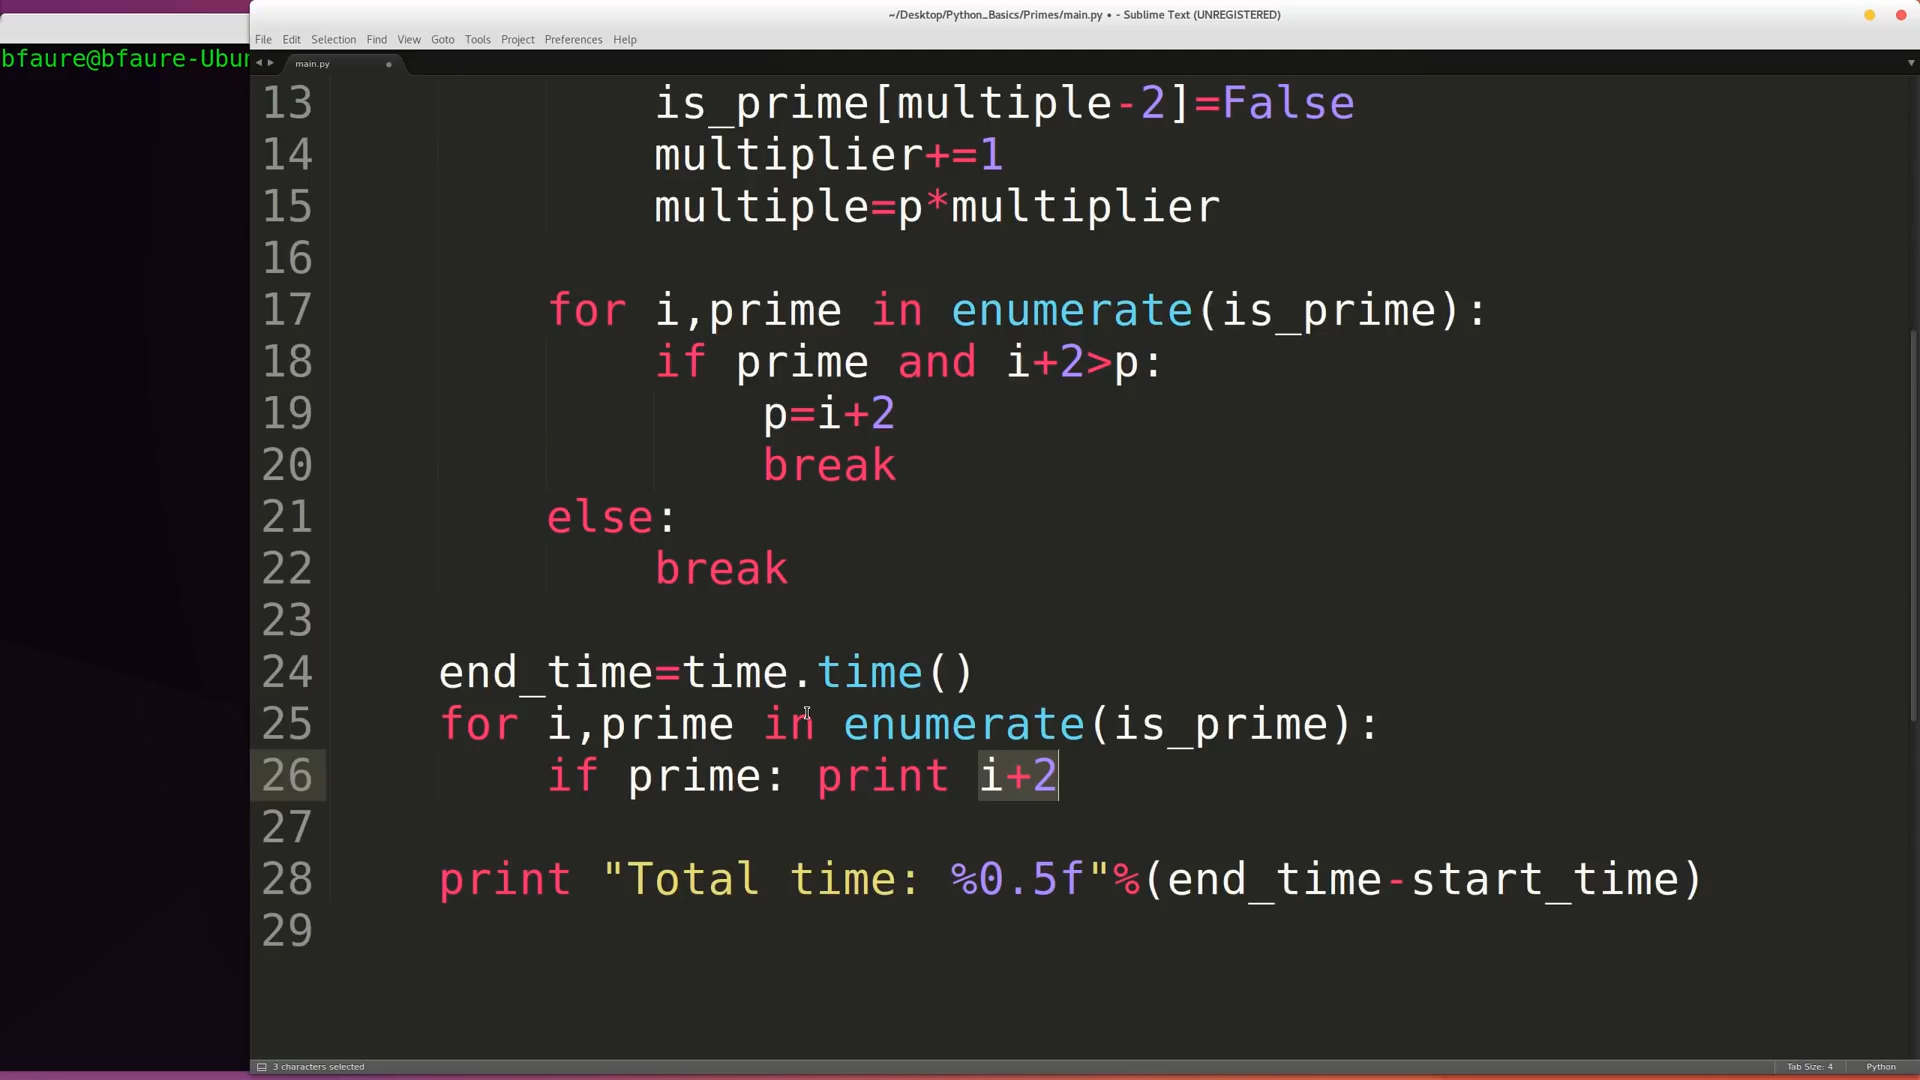 ~/Desktop/Python_Basics/Primes/main.py • - Sublime Text (UNREGISTERED)
File Edit Selection Find View Goto Tools Project Preferences Help
bfaure@bfaure-Ubu
main.py
13 is_prime[multiple-2]=False
14 multiplier+=1
15 multiple=p*multiplier
16
17 for i,prime in enumerate(is_prime):
18 if prime and i+2>p:
19 p=i+2
20 break
21 else:
22 break
23
24 end_time=time.time()
25 for i,prime in enumerate(is_prime):
26 if prime: print i+2
27
28 print "Total time: %0.5f"%(end_time-start_time)
29
3 characters selected Tab Size: 4 Python